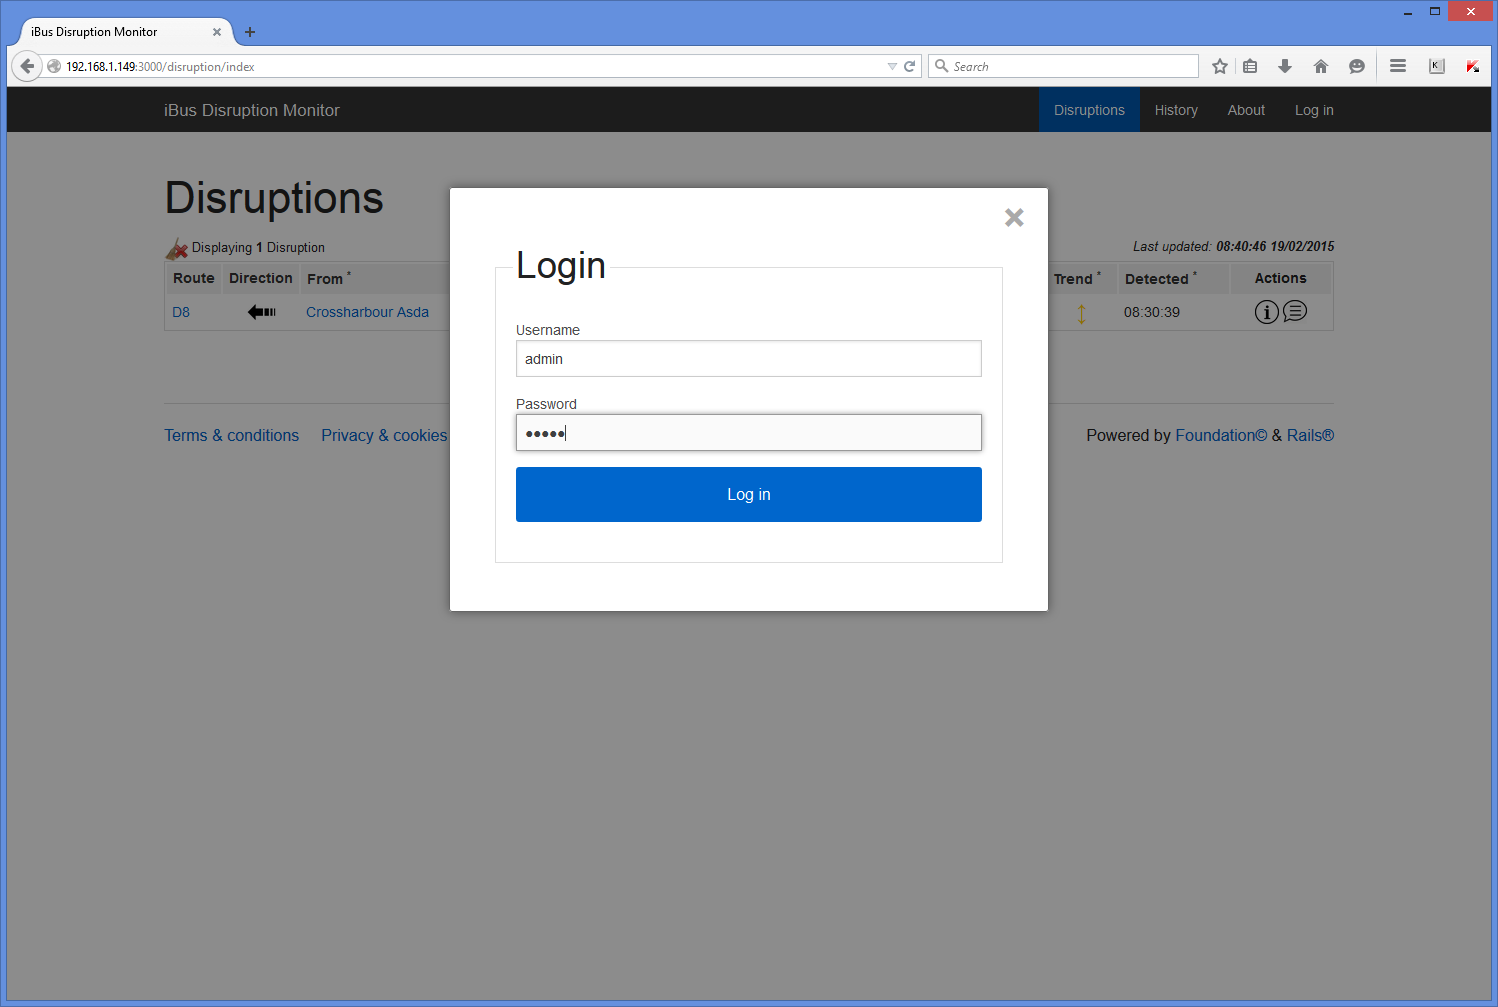 iBus Disruption Monitor
192.168.1.149:3000/disruption/index
Search
K
iBus Disruption Monitor
Disruptions
History
About
Log in
Disruptions
Displaying 1 Disruption
Last updated: 08:40:46 19/02/2015
Route Direction From * Trend * Detected * Actions
D8 Crossharbour Asda 08:30:39
Login
Username
admin
Password
•••••
Log in
Terms & conditions Privacy & cookies
Powered by Foundation© & Rails®